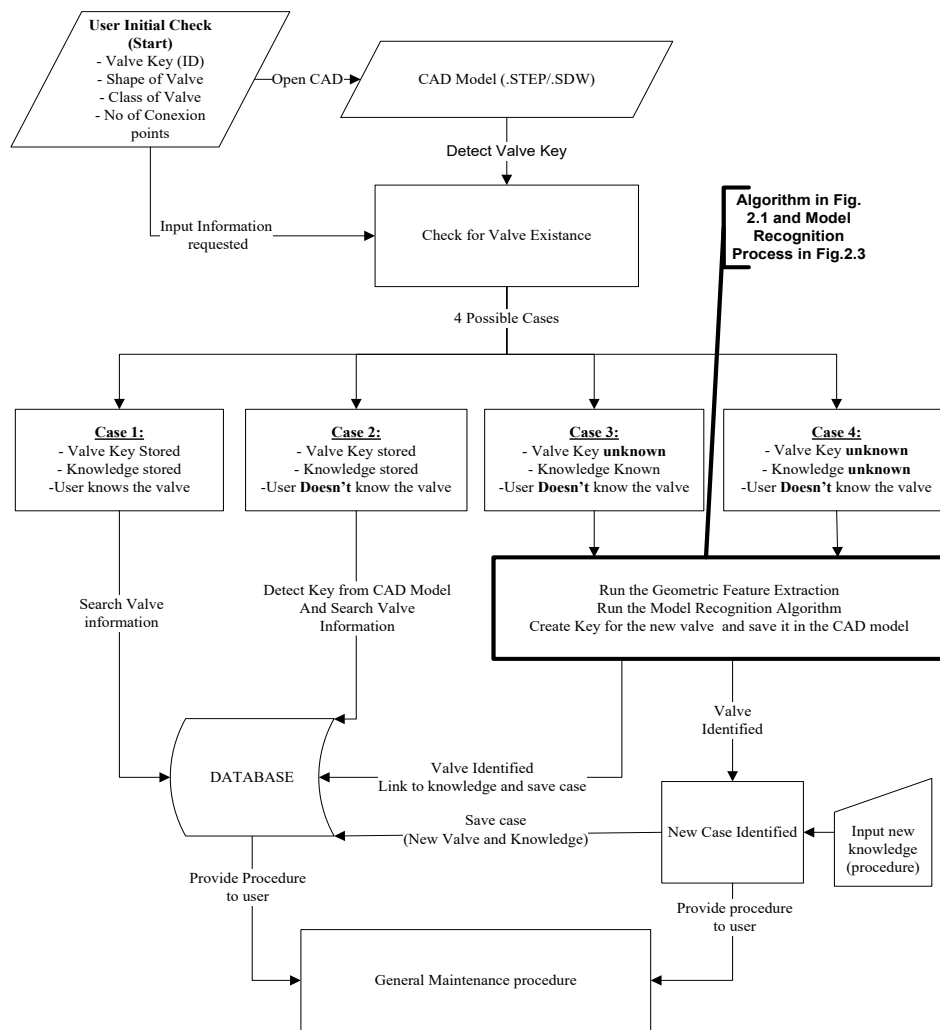 User Initial Check
(Start)
- Valve Key (ID)
- Shape of Valve
- Class of Valve
- No of Conexion
points
Open CAD
CAD Model (.STEP/.SDW)
Detect Valve Key
Input Information
requested
Check for Valve Existance
Algorithm in Fig.
2.1 and Model
Recognition
Process in Fig.2.3
4 Possible Cases
Case 1:
- Valve Key Stored
- Knowledge stored
-User knows the valve
Case 2:
- Valve Key stored
- Knowledge stored
-User Doesn't know the valve
Case 3:
- Valve Key unknown
- Knowledge Known
-User Doesn't know the valve
Case 4:
- Valve Key unknown
- Knowledge unknown
-User Doesn't know the valve
Search Valve
information
Detect Key from CAD Model
And Search Valve
Information
Run the Geometric Feature Extraction
Run the Model Recognition Algorithm
Create Key for the new valve and save it in the CAD model
Valve
Identified
DATABASE
Valve Identified
Link to knowledge and save case
Save case
(New Valve and Knowledge)
New Case Identified
Input new
knowledge
(procedure)
Provide Procedure
to user
Provide procedure
to user
General Maintenance procedure